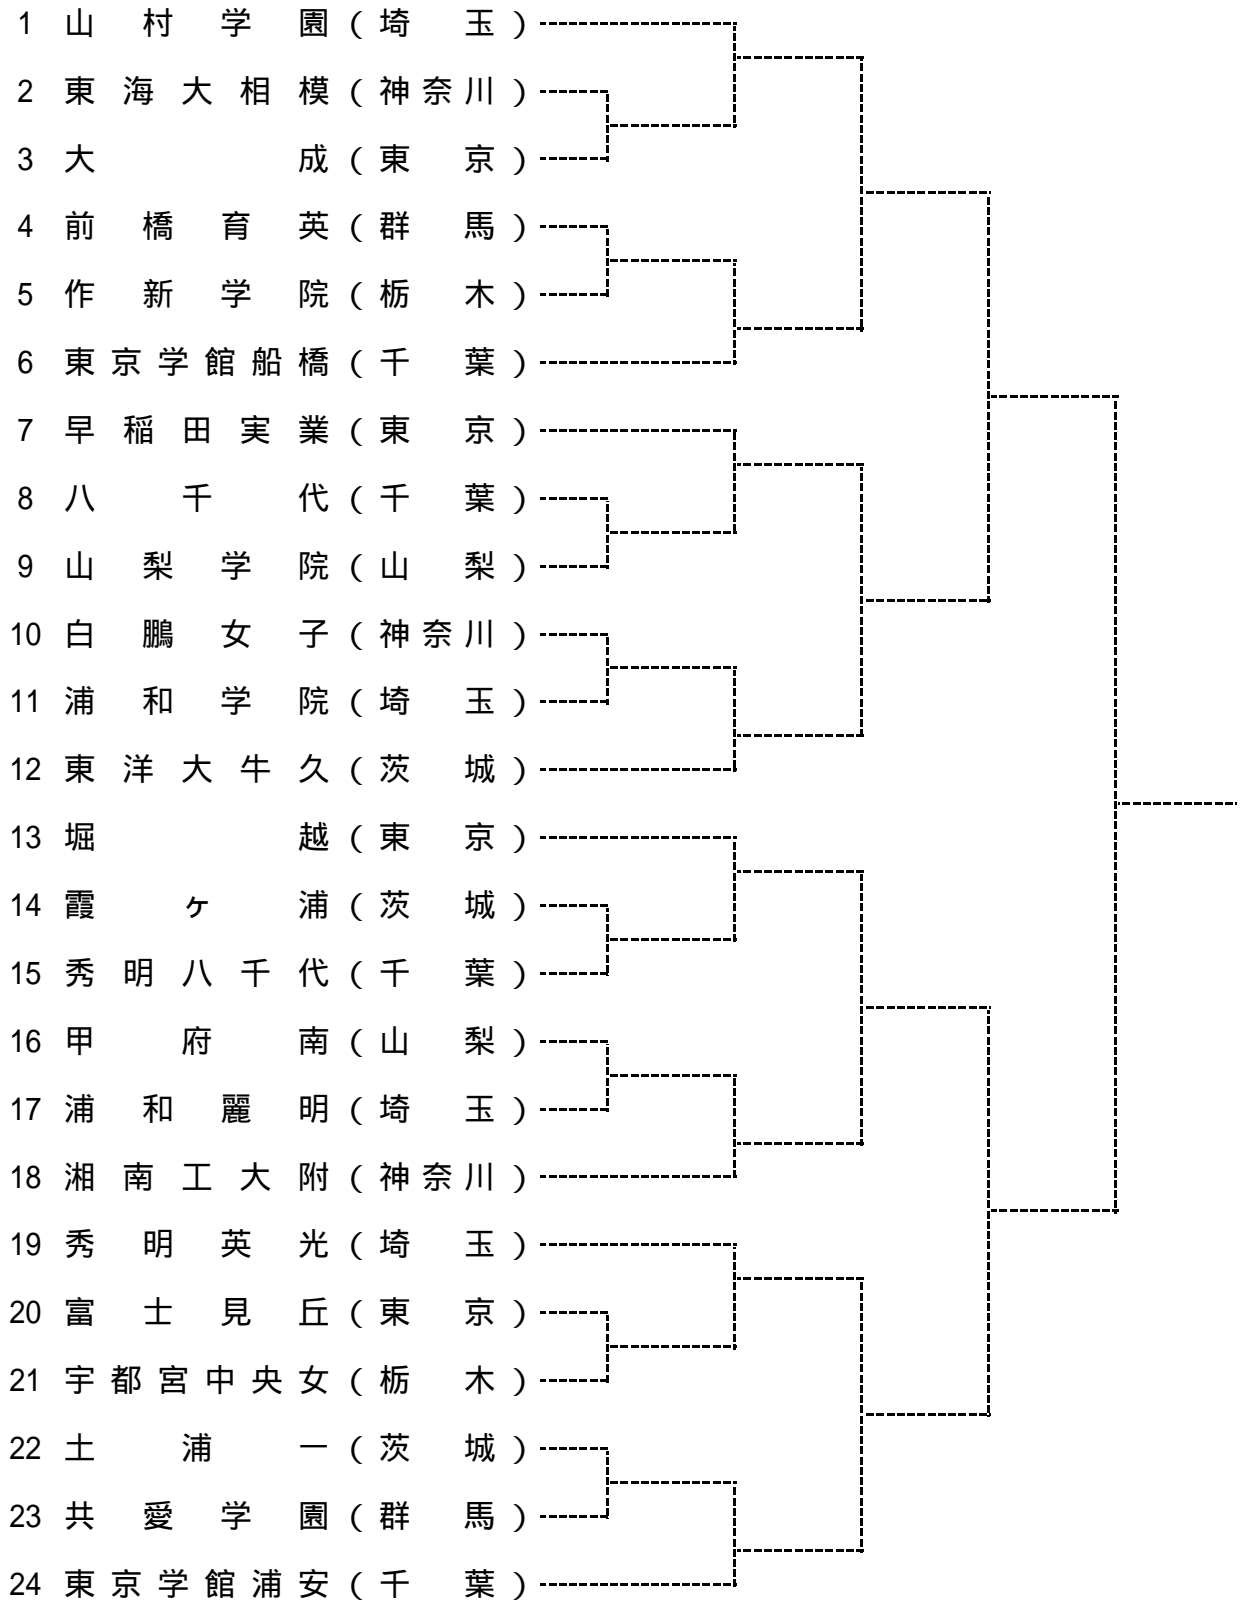 1 山村学園(埼玉)
2 東海大相模(神奈川)
3 大成(東京)
4 前橋育英(群馬)
5 作新学院(栃木)
6 東京学館船橋(千葉)
7 早稲田実業(東京)
8 八千代(千葉)
9 山梨学院(山梨)
10 白鵬女子(神奈川)
11 浦和学院(埼玉)
12 東洋大牛久(茨城)
13 堀越(東京)
14 霞ヶ浦(茨城)
15 秀明八千代(千葉)
16 甲府南(山梨)
17 浦和麗明(埼玉)
18 湘南工大附(神奈川)
19 秀明英光(埼玉)
20 富士見丘(東京)
21 宇都宮中央女(栃木)
22 土浦一(茨城)
23 共愛学園(群馬)
24 東京学館浦安(千葉)